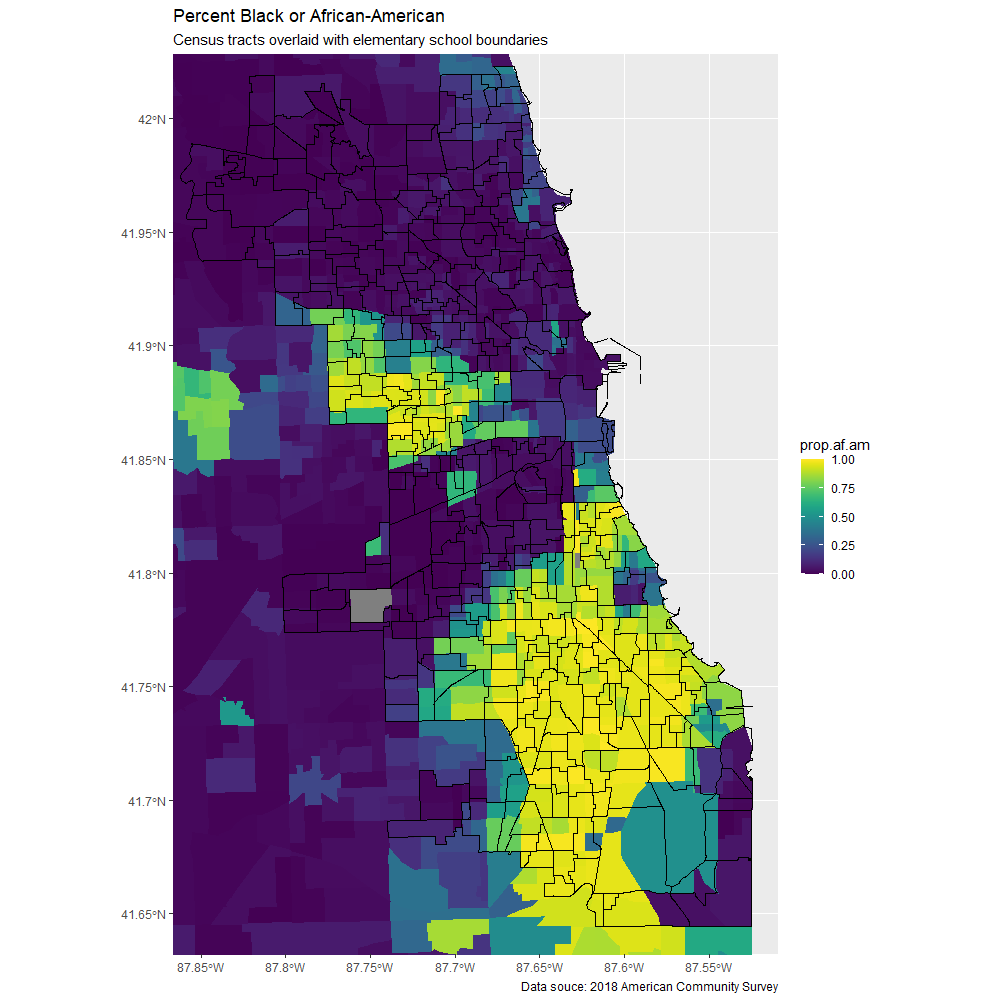 Percent Black or African-American
Census tracts overlaid with elementary school boundaries
42°N
41.95°N
41.9°N
41.85°N
41.8°N
41.75°N
41.7°N
41.65°N
prop.af.am
1.00
0.75
0.50
0.25
0.00
87.85°W
87.8°W
87.75°W
87.7°W
87.65°W
87.6°W
87.55°W
Data souce: 2018 American Community Survey